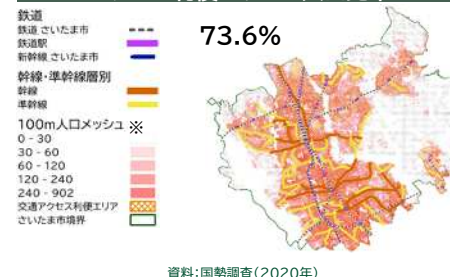 鉄道
鉄道_さいたま市
鉄道駅
新幹線_さいたま市
幹線・準幹線層別
幹線
準幹線
100m人口メッシュ ※
0 - 30
30 - 60
60 - 120
120 - 240
240 - 902
交通アクセス利便エリア
さいたま市境界
73.6%
資料:国勢調査(2020年)